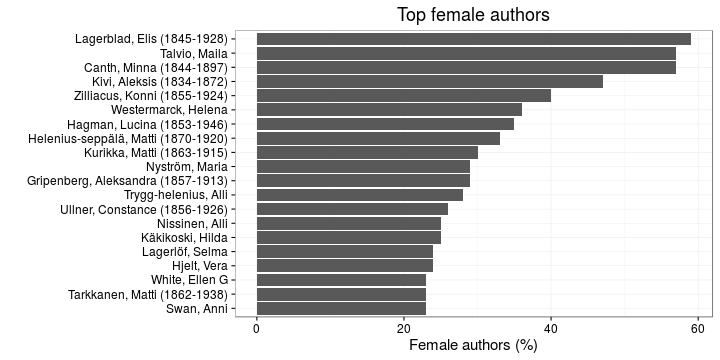 Top female authors
Lagerblad, Elis (1845-1928)
Talvio, Maila
Canth, Minna (1844-1897)
Kivi, Aleksis (1834-1872)
Zilliacus, Konni (1855-1924)
Westermarck, Helena
Hagman, Lucina (1853-1946)
Helenius-seppälä, Matti (1870-1920)
Kurikka, Matti (1863-1915)
Nyström, Maria
Gripenberg, Aleksandra (1857-1913)
Trygg-helenius, Alli
Ullner, Constance (1856-1926)
Nissinen, Alli
Käkikoski, Hilda
Lagerlöf, Selma
Hjelt, Vera
White, Ellen G
Tarkkanen, Matti (1862-1938)
Swan, Anni
0 20 40 60
Female authors (%)